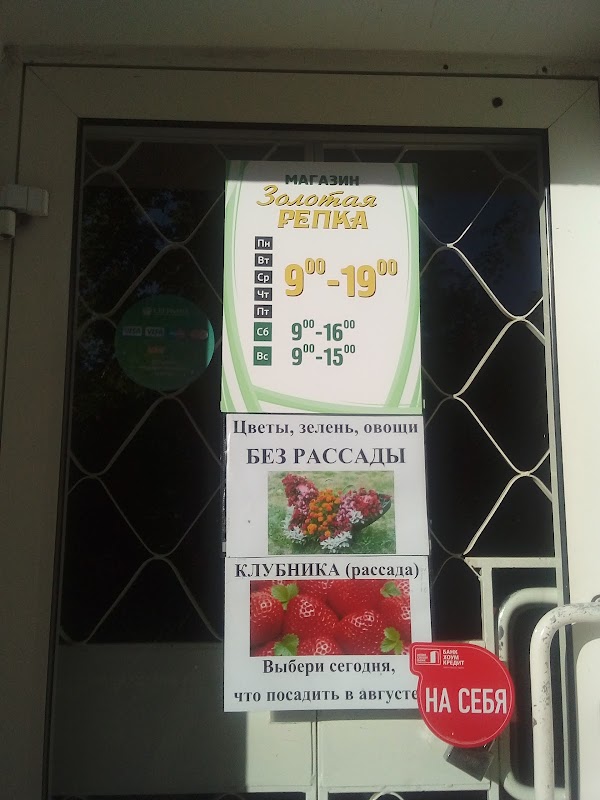 МАГАЗИН
Золотая
РЕПКА
Пн
Вт
Ср
Чт
Пт
9⁰⁰-19⁰⁰
Сб 9⁰⁰-16⁰⁰
Вс 9⁰⁰-15⁰⁰
Цветы, зелень, овощи
БЕЗ РАССАДЫ
КЛУБНИКА (рассада)
Выбери сегодня,
что посадить в августе
БАНК
ХОУМ
КРЕДИТ
НА СЕБЯ